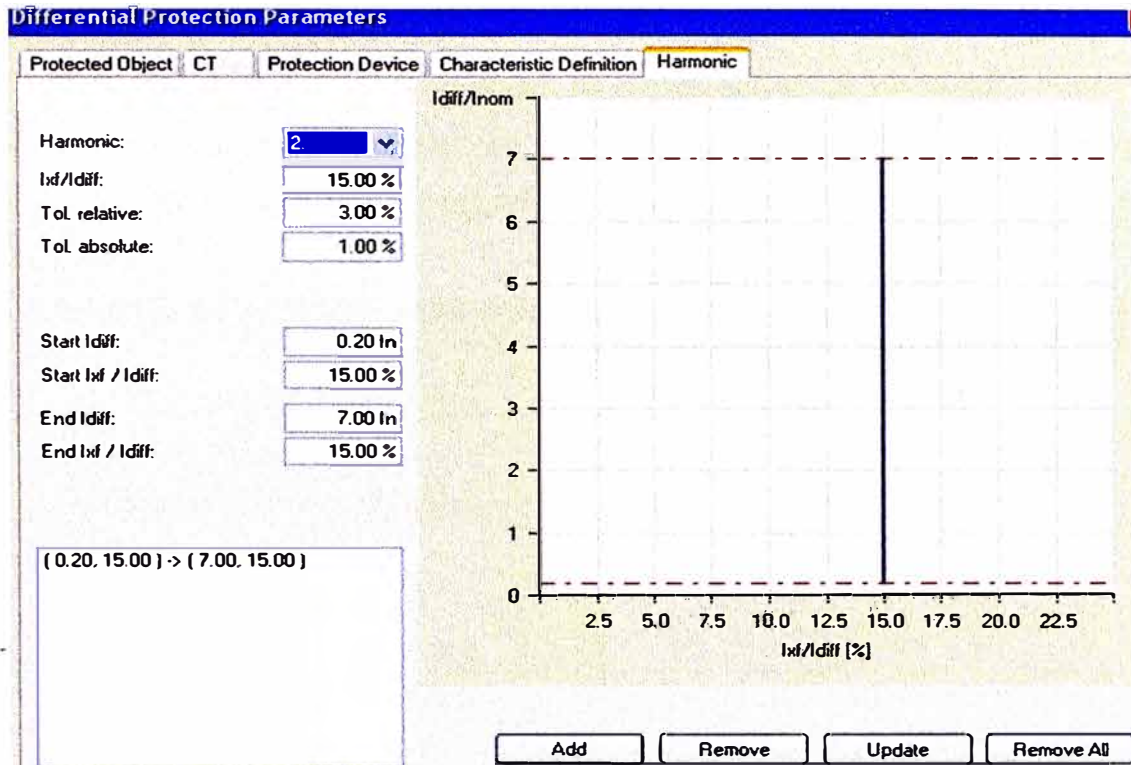 Differential Protection Parameters
Protected Object CT Protection Device Characteristic Definition Harmonic
Harmonic: 2.
Ixf/Idiff: 15.00 %
Tol. relative: 3.00 %
Tol. absolute: 1.00 %
Start Idiff: 0.20 In
Start Ixf / Idiff: 15.00 %
End Idiff: 7.00 In
End Ixf / Idiff: 15.00 %
( 0.20, 15.00 ) -> ( 7.00, 15.00 )
Idiff/Inom
7
6
5
4
3
2
1
0
2.5 5.0 7.5 10.0 12.5 15.0 17.5 20.0 22.5
Ixf/Idiff [%]
Add Remove Update Remove All